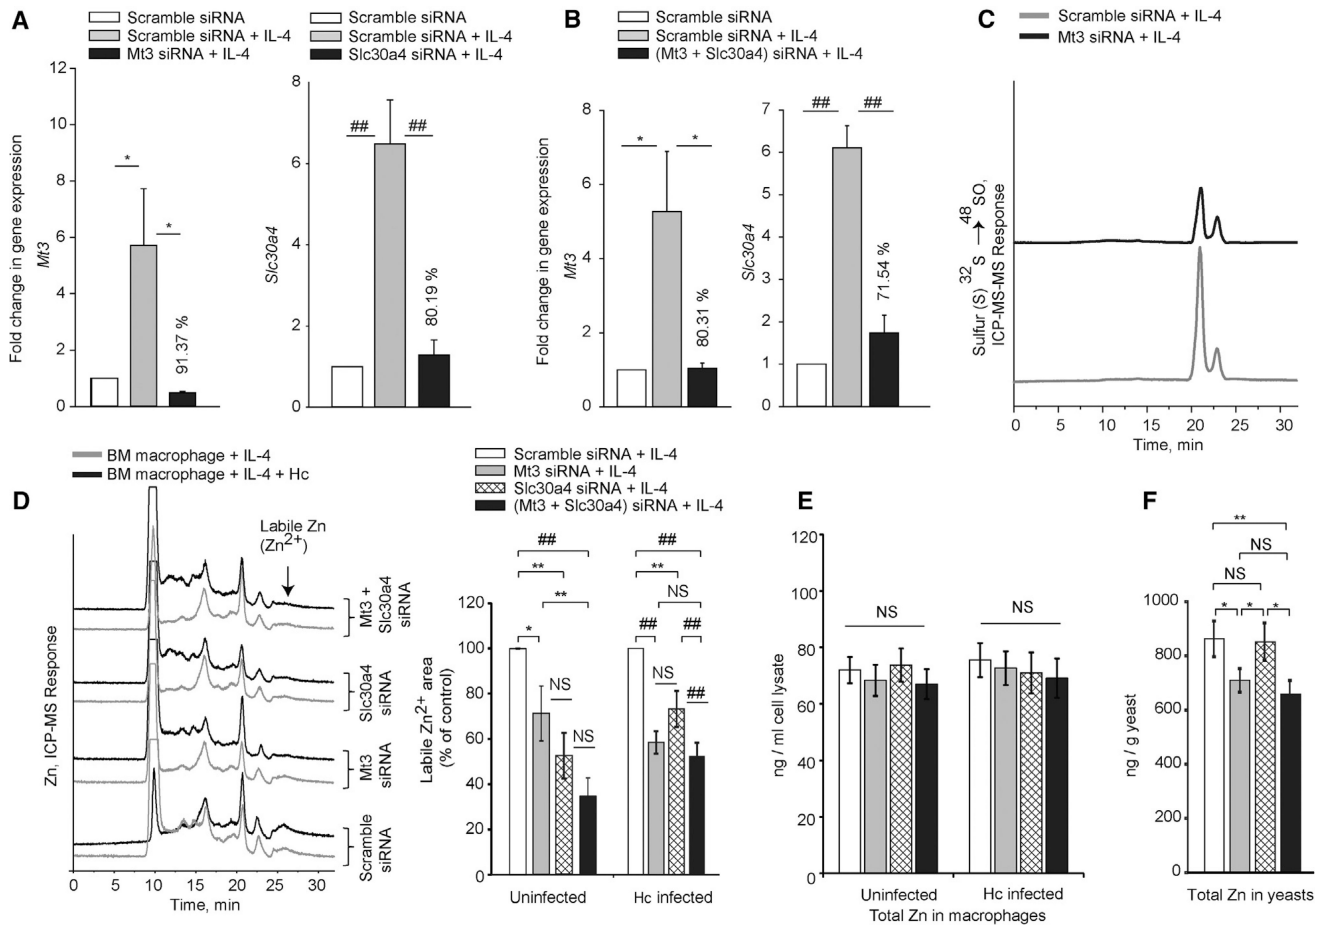 A
Scramble siRNA
Scramble siRNA + IL-4
Mt3 siRNA + IL-4
Scramble siRNA
Scramble siRNA + IL-4
Slc30a4 siRNA + IL-4
Fold change in gene expression
Mt3
12
10
8
6
4
2
0
*
*
91.37 %
Slc30a4
8
6
4
2
0
##
##
80.19 %
B
Scramble siRNA
Scramble siRNA + IL-4
(Mt3 + Slc30a4) siRNA + IL-4
Fold change in gene expression
Mt3
8
6
4
2
0
*
*
80.31 %
Slc30a4
7
6
5
4
3
2
1
0
##
##
71.54 %
C
Scramble siRNA + IL-4
Mt3 siRNA + IL-4
Sulfur (S) 32S → 48SO,
ICP-MS-MS Response
0 5 10 15 20 25 30
Time, min
D
BM macrophage + IL-4
BM macrophage + IL-4 + Hc
Labile Zn
(Zn2+)
Zn, ICP-MS Response
Mt3 +
Slc30a4
siRNA
Slc30a4
siRNA
Mt3
siRNA
Scramble
siRNA
0 5 10 15 20 25 30
Time, min
Scramble siRNA + IL-4
Mt3 siRNA + IL-4
Slc30a4 siRNA + IL-4
(Mt3 + Slc30a4) siRNA + IL-4
Labile Zn2+ area
(% of control)
120
100
80
60
40
20
0
##
**
**
*
NS
NS
##
**
NS
##
##
NS
##
Uninfected Hc infected
E
ng / ml cell lysate
120
100
80
60
40
20
0
NS
NS
Uninfected Hc infected
Total Zn in macrophages
F
ng / g yeast
1000
800
600
400
200
0
**
NS
NS
* * *
Total Zn in yeasts